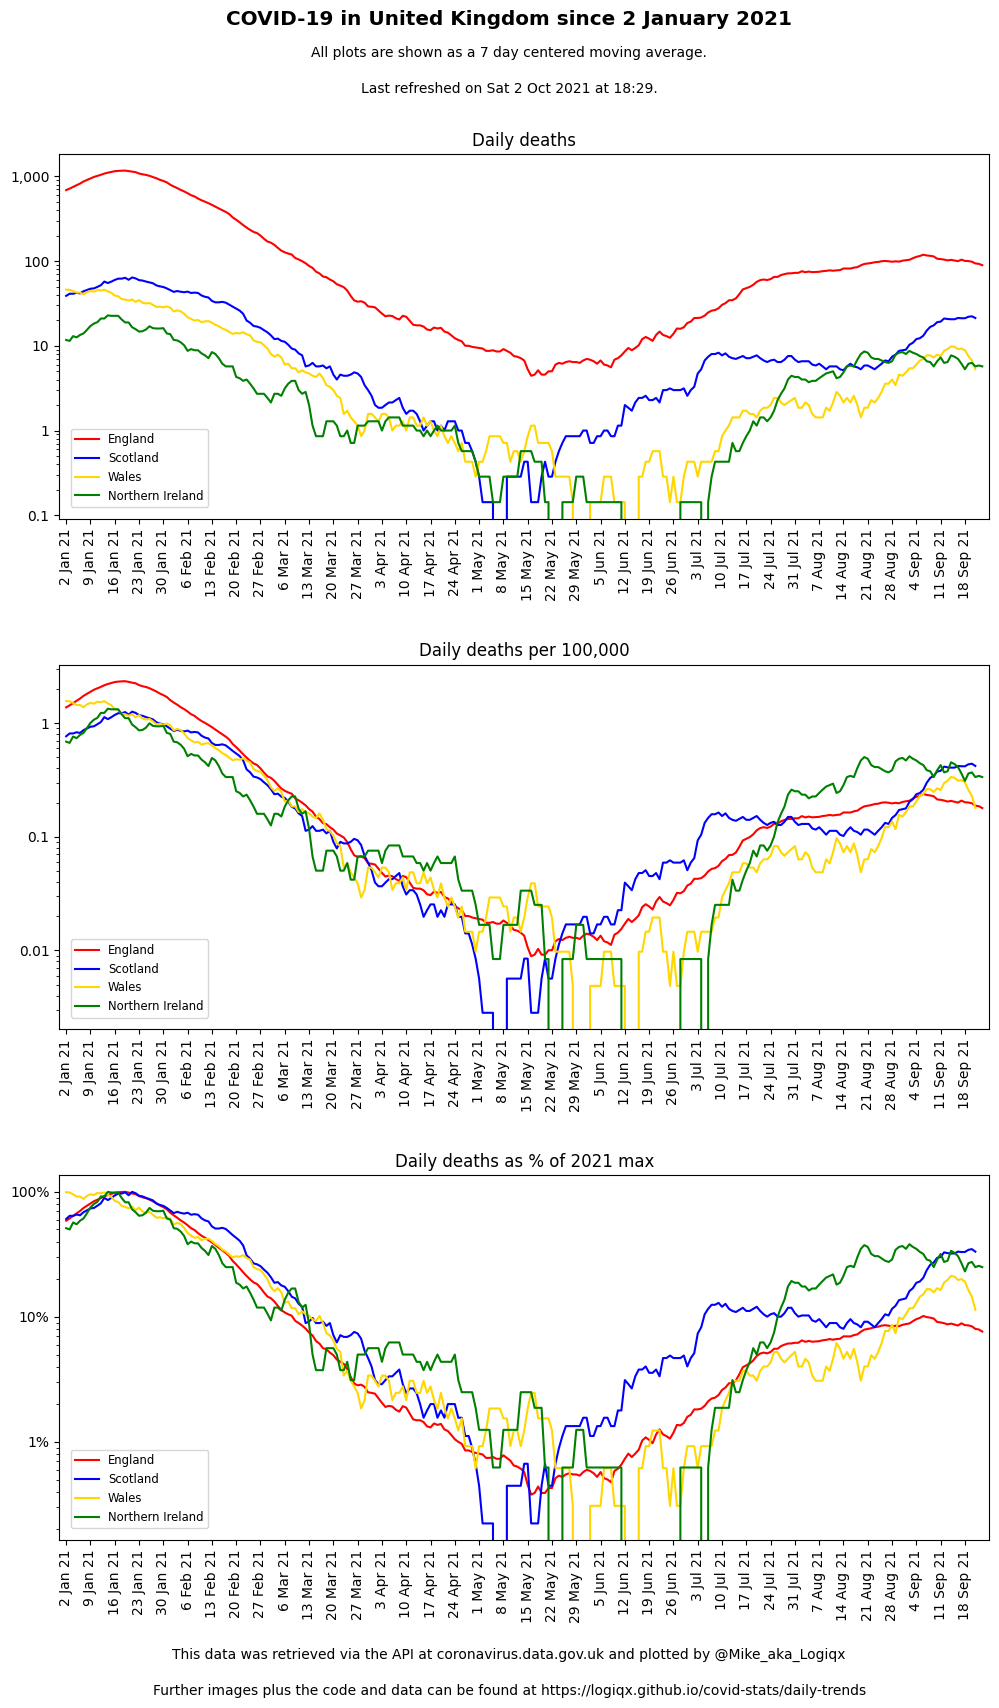 COVID-19 in United Kingdom since 2 January 2021
All plots are shown as a 7 day centered moving average.
Last refreshed on Sat 2 Oct 2021 at 18:29.
Daily deaths
1,000
100
10
1
0.1
England
Scotland
Wales
Northern Ireland
2 Jan 21
9 Jan 21
16 Jan 21
23 Jan 21
30 Jan 21
6 Feb 21
13 Feb 21
20 Feb 21
27 Feb 21
6 Mar 21
13 Mar 21
20 Mar 21
27 Mar 21
3 Apr 21
10 Apr 21
17 Apr 21
24 Apr 21
1 May 21
8 May 21
15 May 21
22 May 21
29 May 21
5 Jun 21
12 Jun 21
19 Jun 21
26 Jun 21
3 Jul 21
10 Jul 21
17 Jul 21
24 Jul 21
31 Jul 21
7 Aug 21
14 Aug 21
21 Aug 21
28 Aug 21
4 Sep 21
11 Sep 21
18 Sep 21
Daily deaths per 100,000
1
0.1
0.01
England
Scotland
Wales
Northern Ireland
2 Jan 21
9 Jan 21
16 Jan 21
23 Jan 21
30 Jan 21
6 Feb 21
13 Feb 21
20 Feb 21
27 Feb 21
6 Mar 21
13 Mar 21
20 Mar 21
27 Mar 21
3 Apr 21
10 Apr 21
17 Apr 21
24 Apr 21
1 May 21
8 May 21
15 May 21
22 May 21
29 May 21
5 Jun 21
12 Jun 21
19 Jun 21
26 Jun 21
3 Jul 21
10 Jul 21
17 Jul 21
24 Jul 21
31 Jul 21
7 Aug 21
14 Aug 21
21 Aug 21
28 Aug 21
4 Sep 21
11 Sep 21
18 Sep 21
Daily deaths as % of 2021 max
100%
10%
1%
England
Scotland
Wales
Northern Ireland
2 Jan 21
9 Jan 21
16 Jan 21
23 Jan 21
30 Jan 21
6 Feb 21
13 Feb 21
20 Feb 21
27 Feb 21
6 Mar 21
13 Mar 21
20 Mar 21
27 Mar 21
3 Apr 21
10 Apr 21
17 Apr 21
24 Apr 21
1 May 21
8 May 21
15 May 21
22 May 21
29 May 21
5 Jun 21
12 Jun 21
19 Jun 21
26 Jun 21
3 Jul 21
10 Jul 21
17 Jul 21
24 Jul 21
31 Jul 21
7 Aug 21
14 Aug 21
21 Aug 21
28 Aug 21
4 Sep 21
11 Sep 21
18 Sep 21
This data was retrieved via the API at coronavirus.data.gov.uk and plotted by @Mike_aka_Logiqx
Further images plus the code and data can be found at https://logiqx.github.io/covid-stats/daily-trends